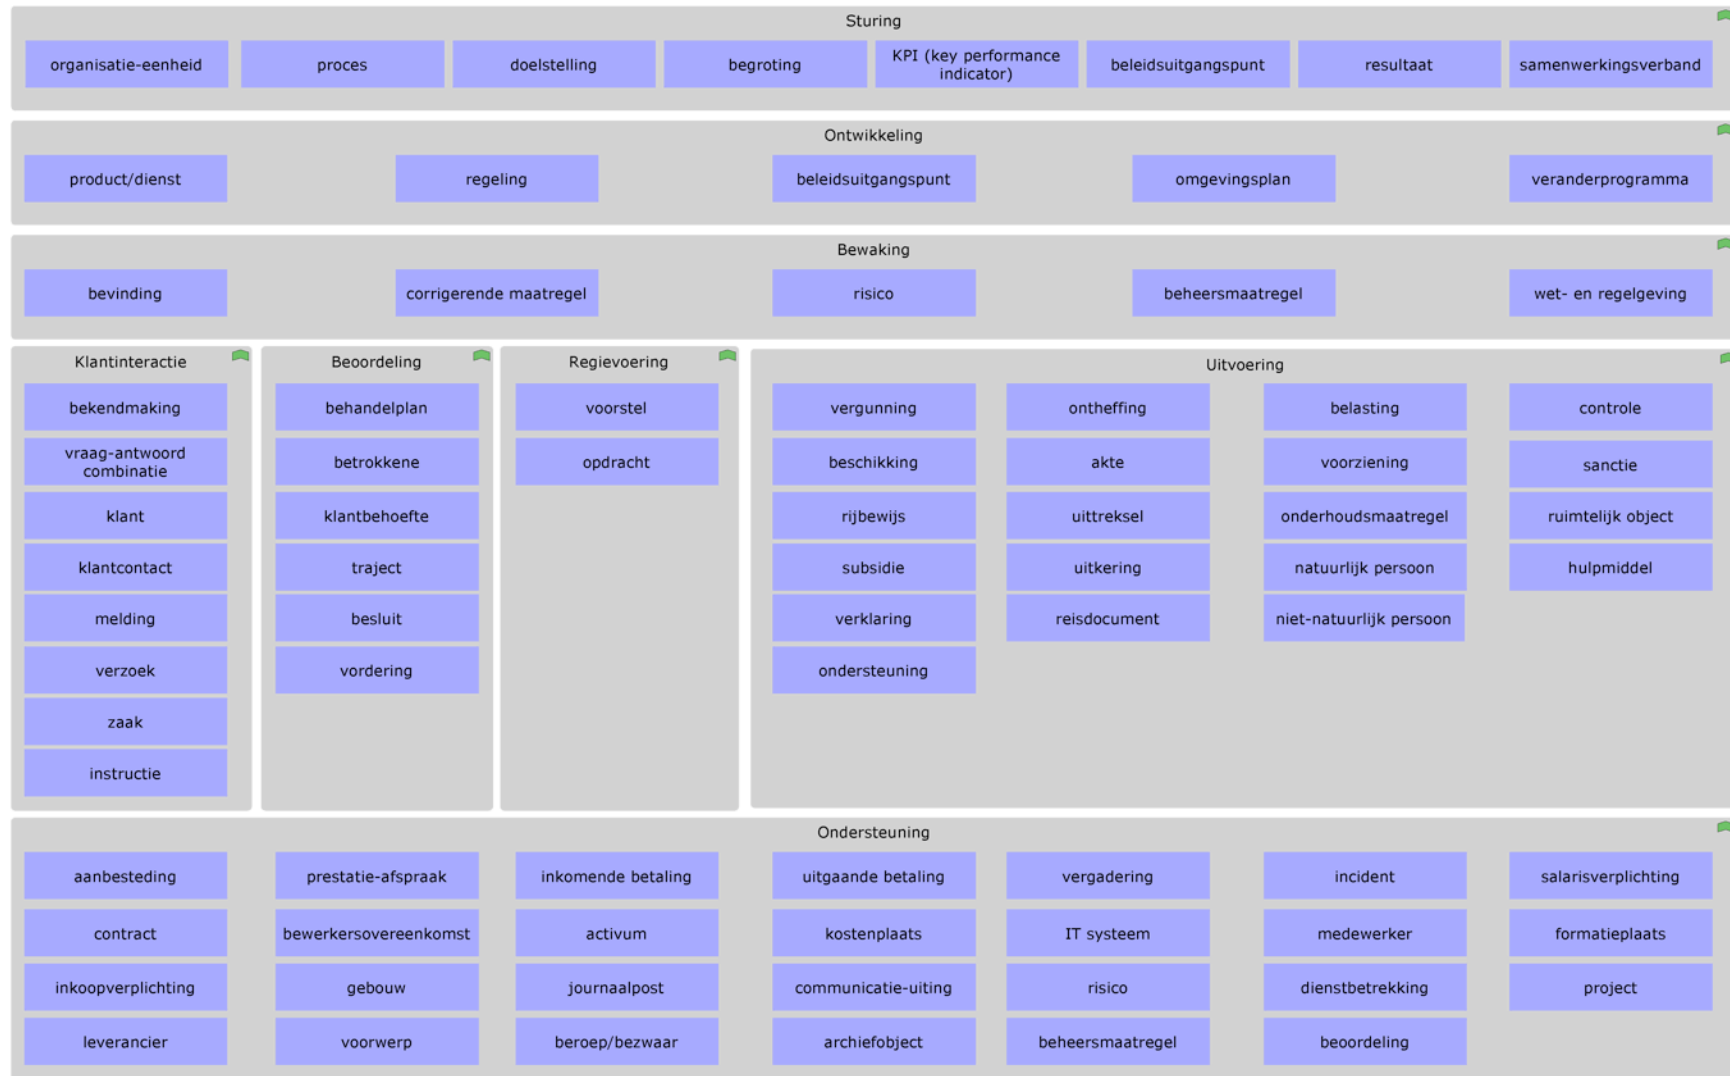 Sturing
organisatie-eenheid
proces
doelstelling
begroting
KPI (key performance
indicator)
beleidsuitgangspunt
resultaat
samenwerkingsverband
Ontwikkeling
product/dienst
regeling
beleidsuitgangspunt
omgevingsplan
veranderprogramma
Bewaking
bevinding
corrigerende maatregel
risico
beheersmaatregel
wet- en regelgeving
Klantinteractie
bekendmaking
vraag-antwoord
combinatie
klant
klantcontact
melding
verzoek
zaak
instructie
Beoordeling
behandelplan
betrokkene
klantbehoefte
traject
besluit
vordering
Regievoering
voorstel
opdracht
Uitvoering
vergunning
ontheffing
belasting
controle
beschikking
akte
voorziening
sanctie
rijbewijs
uittreksel
onderhoudsmaatregel
ruimtelijk object
subsidie
uitkering
natuurlijk persoon
hulpmiddel
verklaring
reisdocument
niet-natuurlijk persoon
ondersteuning
Ondersteuning
aanbesteding
prestatie-afspraak
inkomende betaling
uitgaande betaling
vergadering
incident
salarisverplichting
contract
bewerkersovereenkomst
activum
kostenplaats
IT systeem
medewerker
formatieplaats
inkoopverplichting
gebouw
journaalpost
communicatie-uiting
risico
dienstbetrekking
project
leverancier
voorwerp
beroep/bezwaar
archiefobject
beheersmaatregel
beoordeling